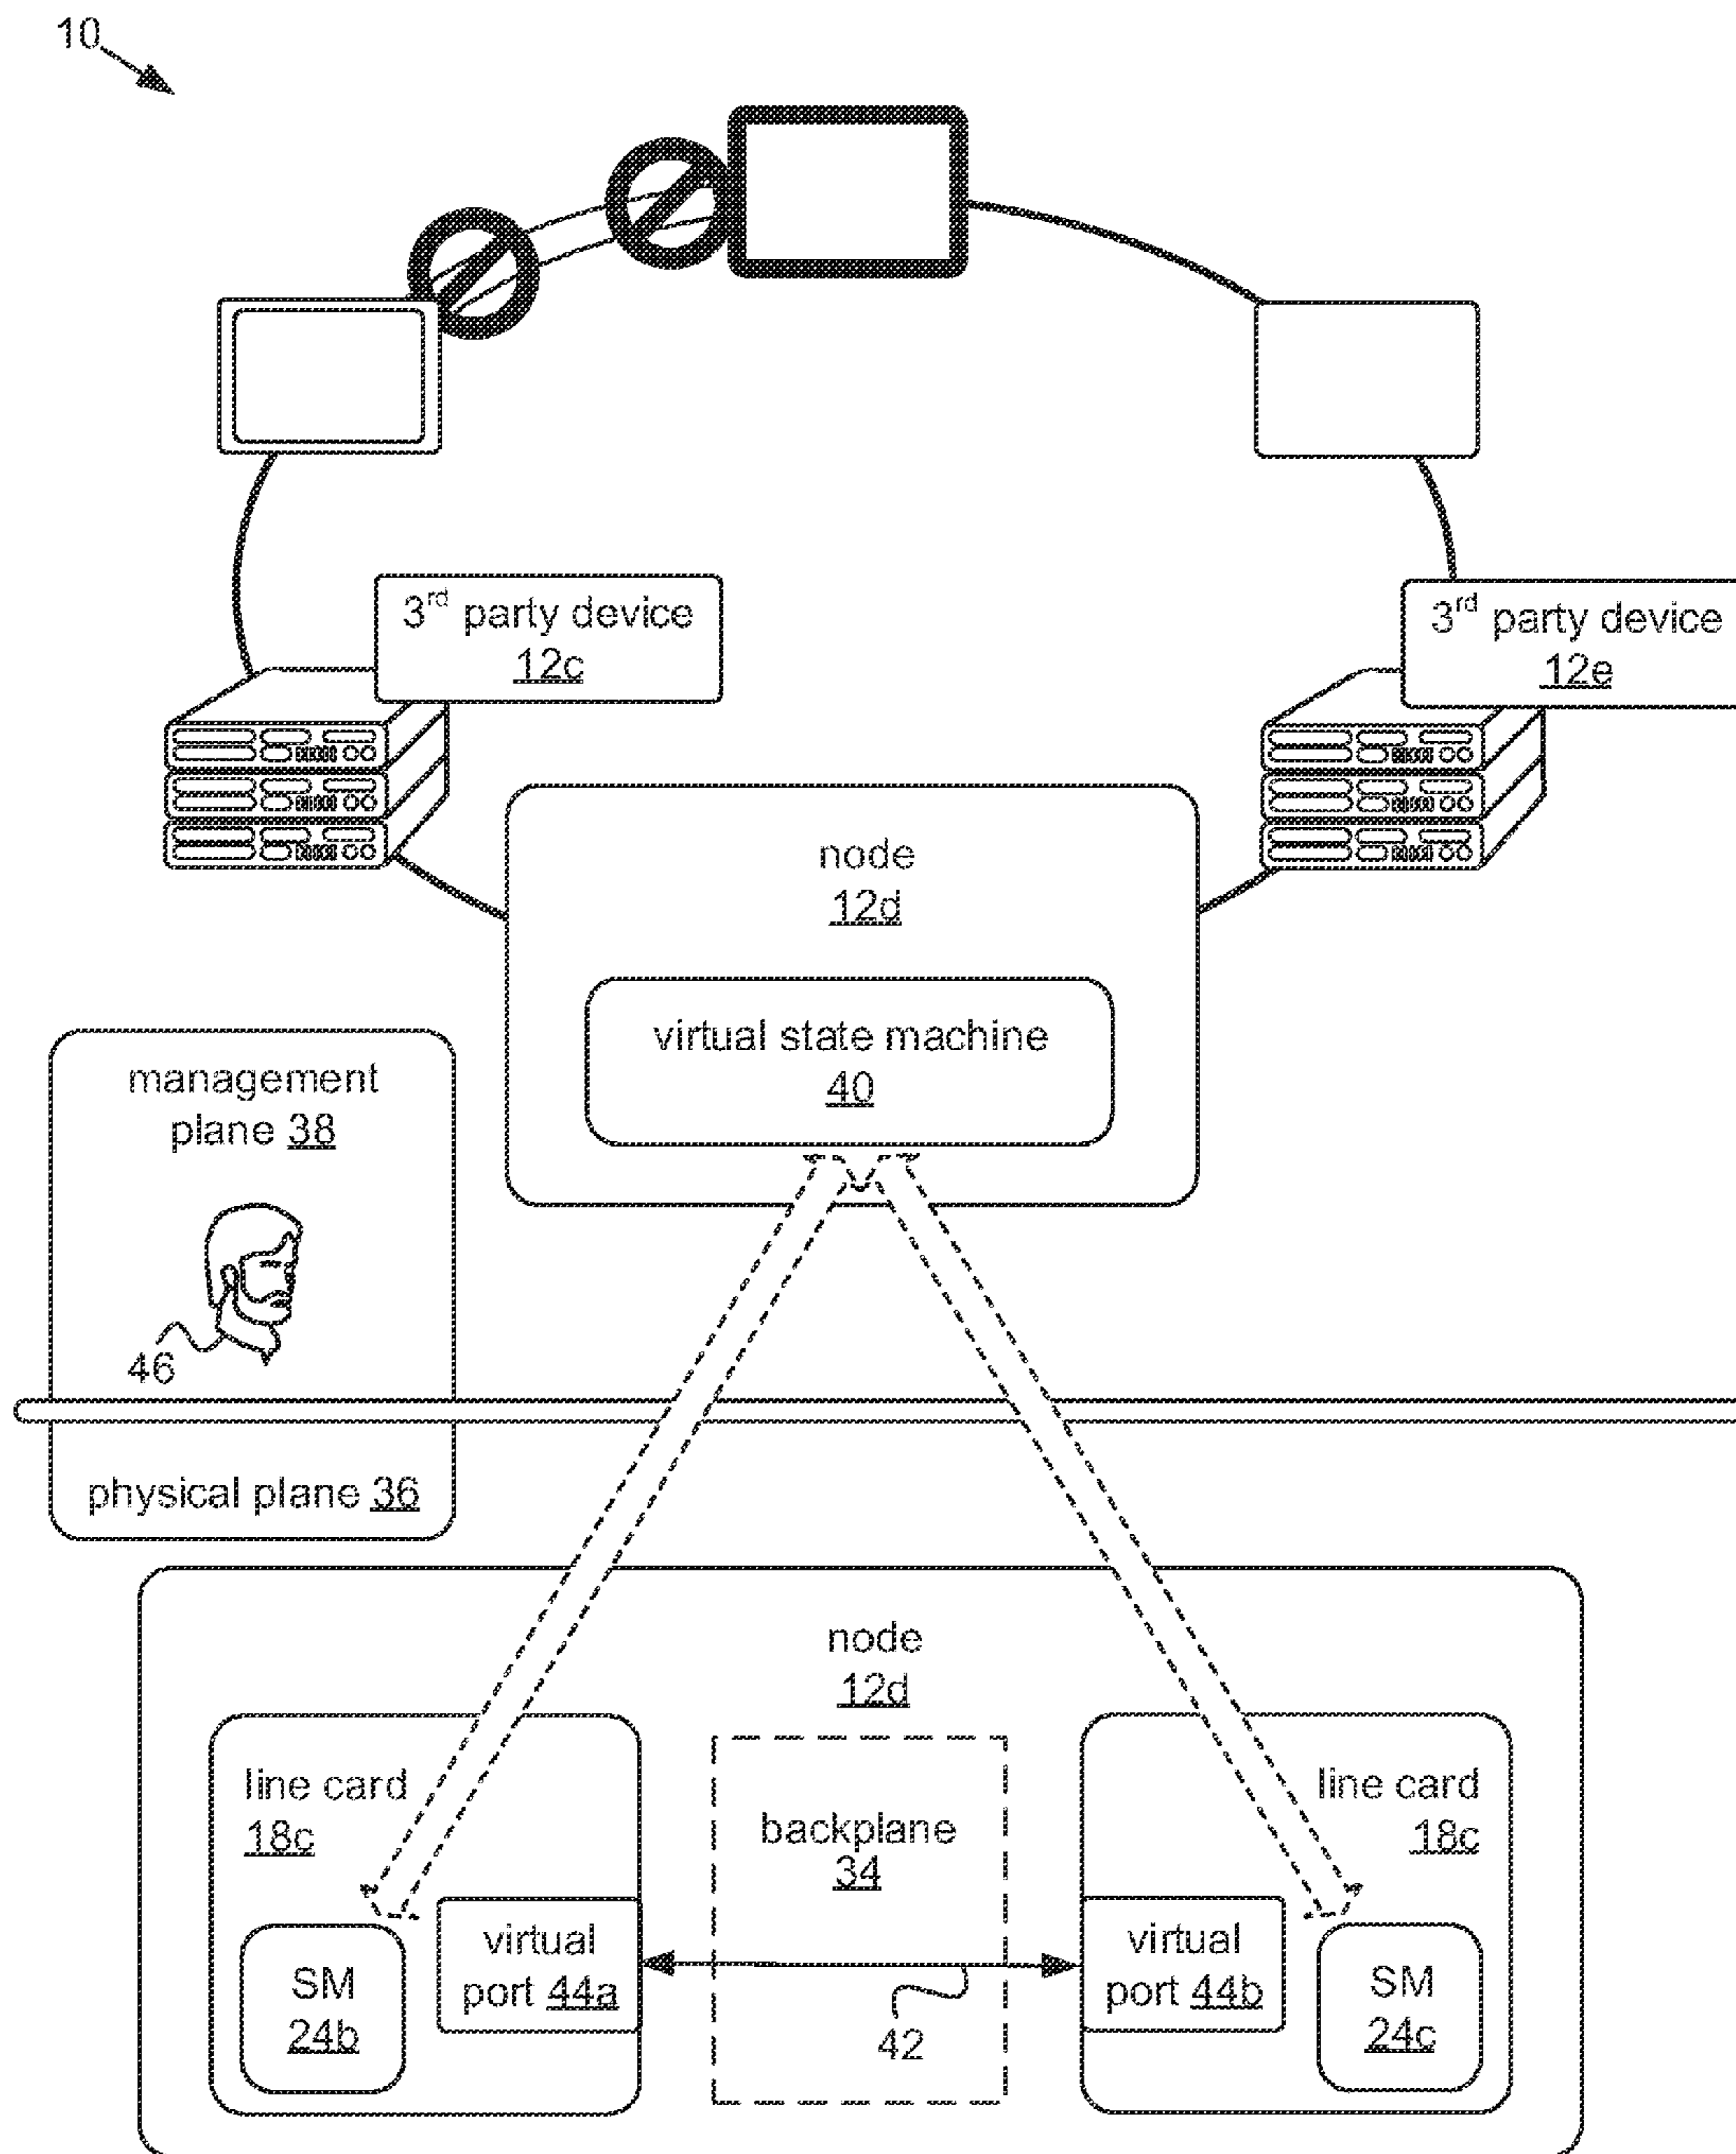 10
3rd party device
12c
3rd party device
12e
node
12d
virtual state machine
40
management
plane 38
46
physical plane 36
node
12d
line card
18c
backplane
34
line card
18c
virtual
port 44a
virtual
port 44b
SM
24b
SM
24c
42